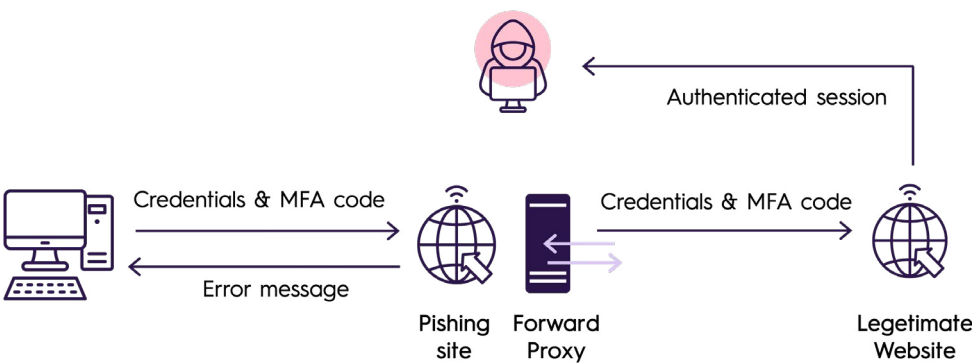 Authenticated session
Credentials & MFA code
Credentials & MFA code
Error message
Pishing
site
Forward
Proxy
Legetimate
Website